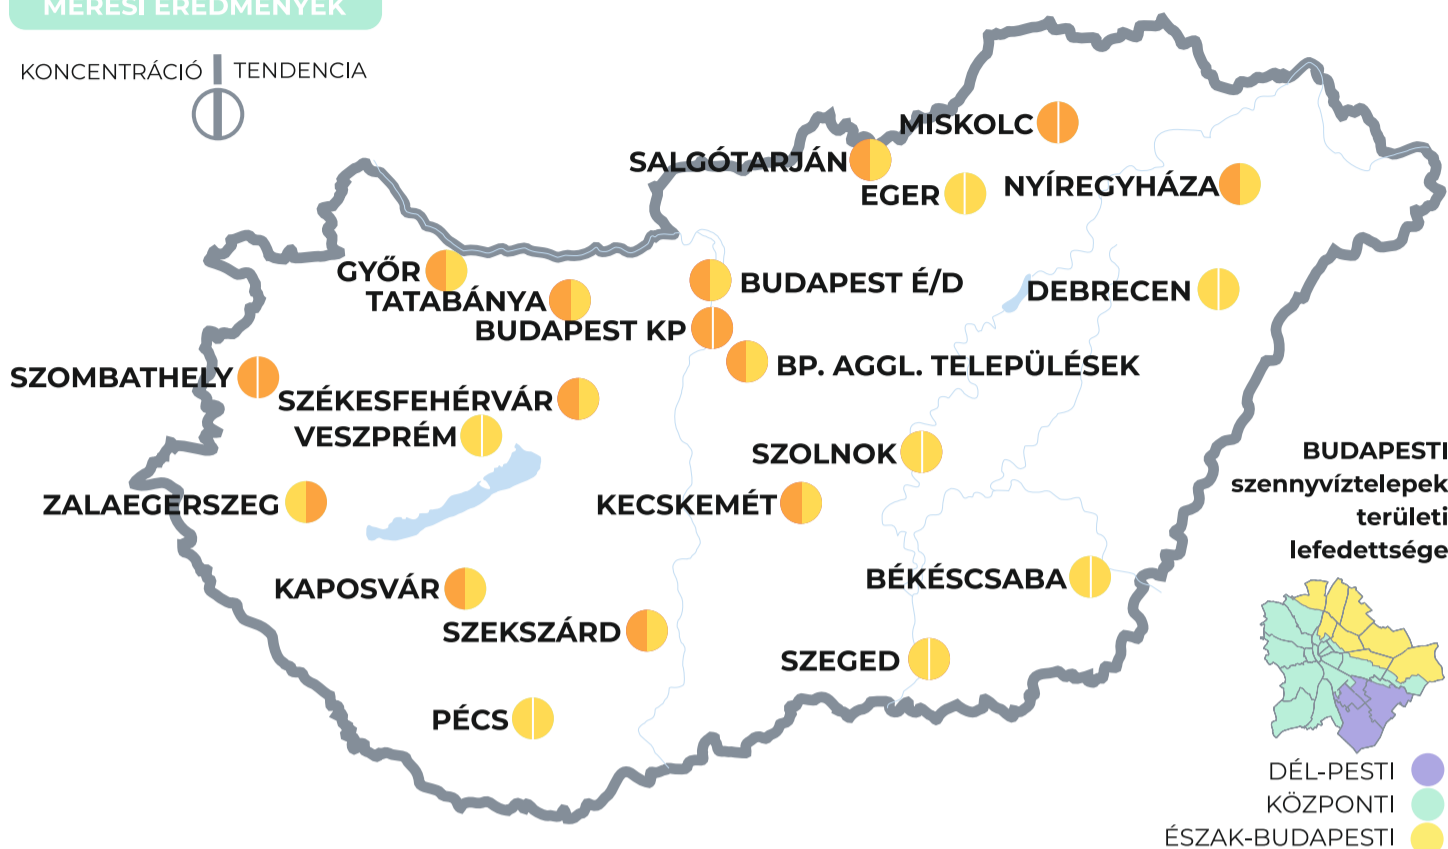 MÉRÉSI EREDMÉNYEK
KONCENTRÁCIÓ
TENDENCIA
MISKOLC
SALGÓTARJÁN
EGER
NYÍREGYHÁZA
GYŐR
TATABÁNYA
BUDAPEST É/D
BUDAPEST KP
DEBRECEN
BP. AGGL. TELEPÜLÉSEK
SZOMBATHELY
SZÉKESFEHÉRVÁR
VESZPRÉM
SZOLNOK
ZALAEGERSZEG
KECSKEMÉT
KAPOSVÁR
BÉKÉSCSABA
SZEKSZÁRD
SZEGED
PÉCS
BUDAPESTI
szennyvíztelepek
területi
lefedettsége
DÉL-PESTI
KÖZPONTI
ÉSZAK-BUDAPESTI